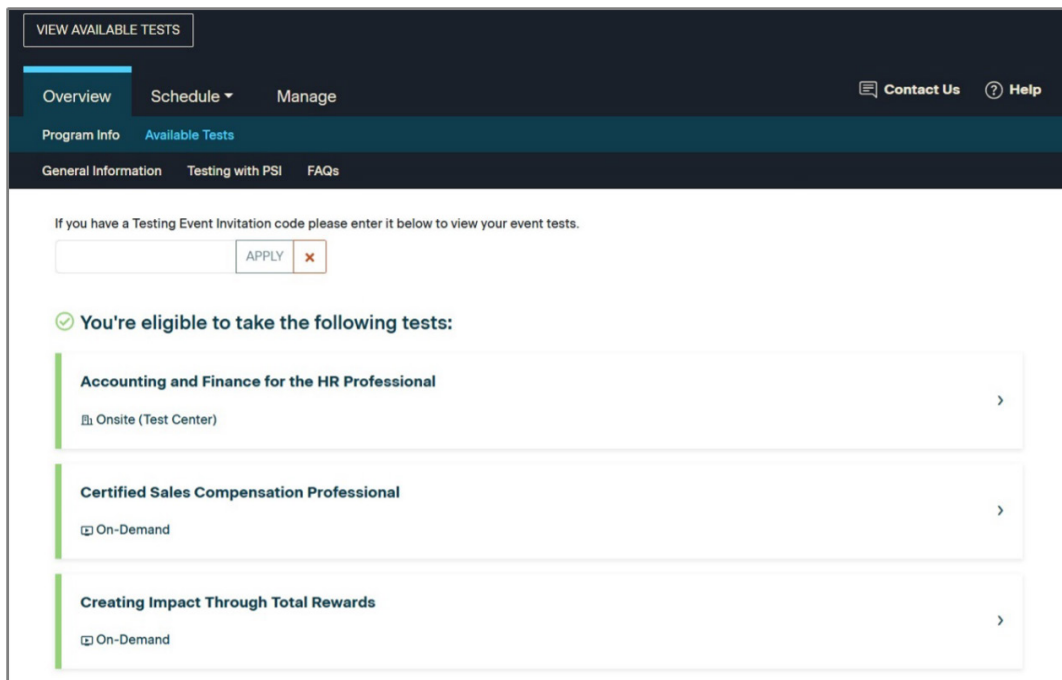 VIEW AVAILABLE TESTS
Overview Schedule Manage Contact Us Help
Program Info Available Tests
General Information Testing with PSI FAQs
If you have a Testing Event Invitation code please enter it below to view your event tests.
APPLY
You're eligible to take the following tests:
Accounting and Finance for the HR Professional
Onsite (Test Center)
Certified Sales Compensation Professional
On-Demand
Creating Impact Through Total Rewards
On-Demand